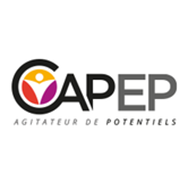 CAPEP
AGITATEUR DE POTENTIELS